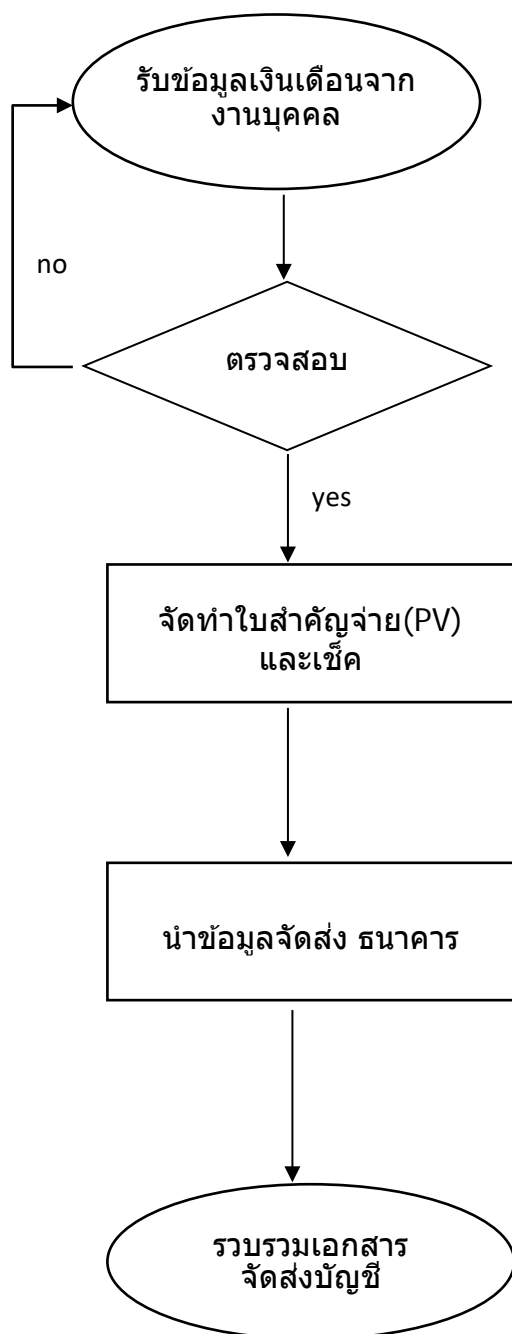 รับข้อมูลเงินเดือนจาก
งานบุคคล
no
ตรวจสอบ
yes
จัดทำใบสำคัญจ่าย(PV)
และเช็ค
นำข้อมูลจัดส่ง ธนาคาร
รวบรวมเอกสาร
จัดส่งบัญชี